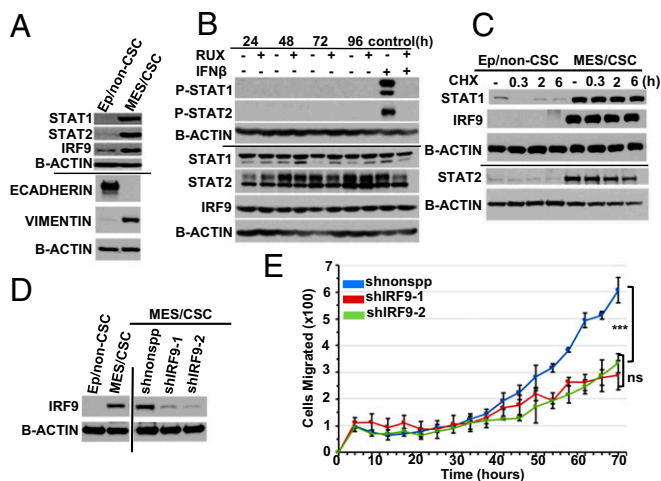 A
Ep/non-CSC
MES/CSC
STAT1
STAT2
IRF9
B-ACTIN
ECADHERIN
VIMENTIN
B-ACTIN
B
24 48 72 96 control(h)
RUX - + - + - + - + - +
IFNβ + +
P-STAT1
P-STAT2
B-ACTIN
STAT1
STAT2
IRF9
B-ACTIN
C
Ep/non-CSC MES/CSC
CHX - 0.3 2 6 - 0.3 2 6 (h)
STAT1
IRF9
B-ACTIN
STAT2
B-ACTIN
D
MES/CSC
Ep/non-CSC
MES/CSC
shnonspp
shIRF9-1
shIRF9-2
IRF9
B-ACTIN
E
Cells Migrated (x100)
7
6
5
4
3
2
1
0
shnonspp
shIRF9-1
shIRF9-2
***
ns
0 10 20 30 40 50 60 70
Time (hours)